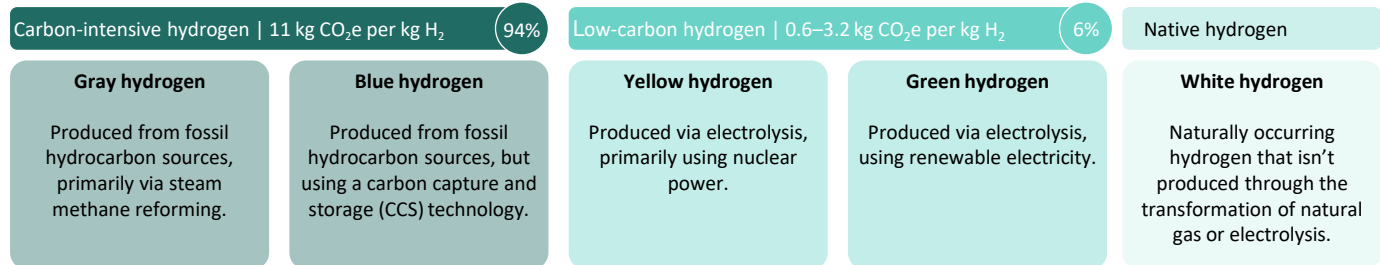 Carbon-intensive hydrogen | 11 kg CO₂e per kg H₂
94%
Low-carbon hydrogen | 0.6–3.2 kg CO₂e per kg H₂
6%
Native hydrogen
Gray hydrogen
Produced from fossil
hydrocarbon sources,
primarily via steam
methane reforming.
Blue hydrogen
Produced from fossil
hydrocarbon sources, but
using a carbon capture and
storage (CCS) technology.
Yellow hydrogen
Produced via electrolysis,
primarily using nuclear
power.
Green hydrogen
Produced via electrolysis,
using renewable electricity.
White hydrogen
Naturally occurring
hydrogen that isn’t
produced through the
transformation of natural
gas or electrolysis.